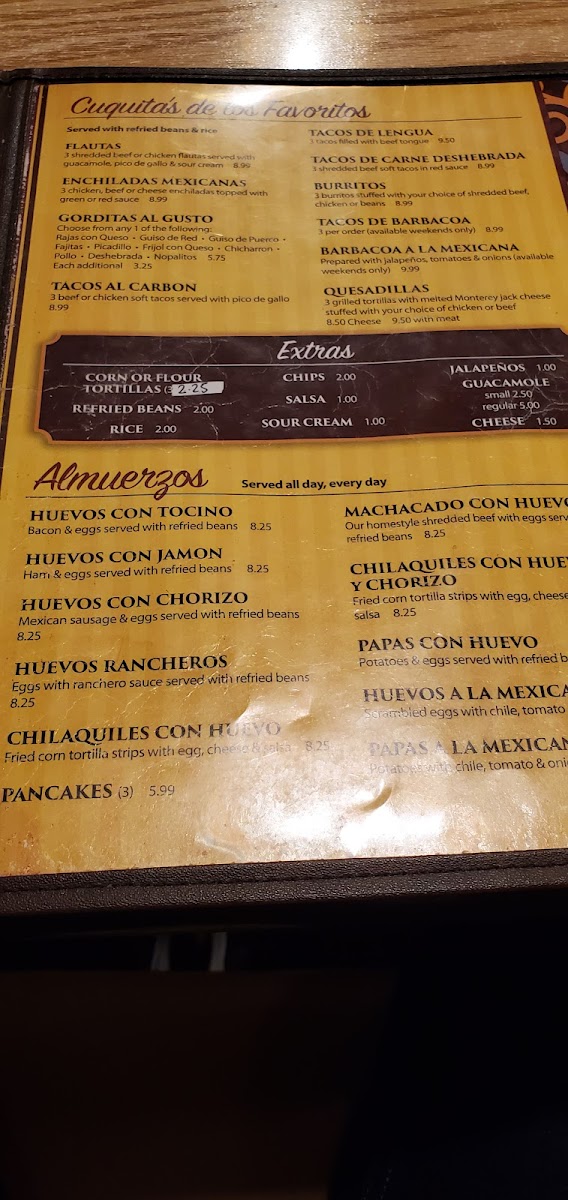 Cuquita's de los Favoritos
Served with refried beans & rice
FLAUTAS
3 shredded beef or chicken flautas served with
guacamole, pico de gallo & sour cream 8.99
ENCHILADAS MEXICANAS
3 chicken, beef or cheese enchiladas topped with
green or red sauce 8.99
GORDITAS AL GUSTO
Choose from any 1 of the following:
Rajas con Queso • Guiso de Red • Guiso de Puerro •
Fajitas • Picadillo • Frijol con Queso • Chicharron •
Pollo • Deshebrada • Nopalitos 5.75
Each additional 3.25
TACOS AL CARBON
3 beef or chicken soft tacos served with pico de gallo
8.99
TACOS DE LENGUA
3 tacos filled with beef tongue 9.50
TACOS DE CARNE DESHEBRADA
3 shredded beef soft tacos in red sauce 8.99
BURRITOS
3 burritos stuffed with your choice of shredded beef,
chicken or beans 8.99
TACOS DE BARBACOA
3 per order (available weekends only) 8.99
BARBACOA A LA MEXICANA
Prepared with jalapeños, tomatoes & onions (available
weekends only) 9.99
QUESADILLAS
3 grilled tortillas with melted Monterey jack cheese
stuffed with your choice of chicken or beef
8.50 Cheese 9.50 with meat
Extras
CORN OR FLOUR
TORTILLAS (3 2.25
REFRIED BEANS 2.00
RICE 2.00
CHIPS 2.00
SALSA 1.00
SOUR CREAM 1.00
JALAPEÑOS 1.00
GUACAMOLE
small 2.50
regular 5.00
CHEESE 1.50
Almuerzos
Served all day, every day
HUEVOS CON TOCINO
Bacon & eggs served with refried beans 8.25
HUEVOS CON JAMON
Ham & eggs served with refried beans 8.25
HUEVOS CON CHORIZO
Mexican sausage & eggs served with refried beans
8.25
HUEVOS RANCHEROS
Eggs with ranchero sauce served with refried beans
8.25
CHILAQUILES CON HUEVO
Fried corn tortilla strips with egg, cheese & salsa 8.25
PANCAKES (3) 5.99
MACHACADO CON HUEVO
Our homestyle shredded beef with eggs serv
refried beans 8.25
CHILAQUILES CON HUE
Y CHORIZO
Fried corn tortilla strips with egg, cheese
salsa 8.25
PAPAS CON HUEVO
Potatoes & eggs served with refried b
HUEVOS A LA MEXICA
Scrambled eggs with chile, tomato
PAPAS A LA MEXICAN
Potatoes with chile, tomato & oni